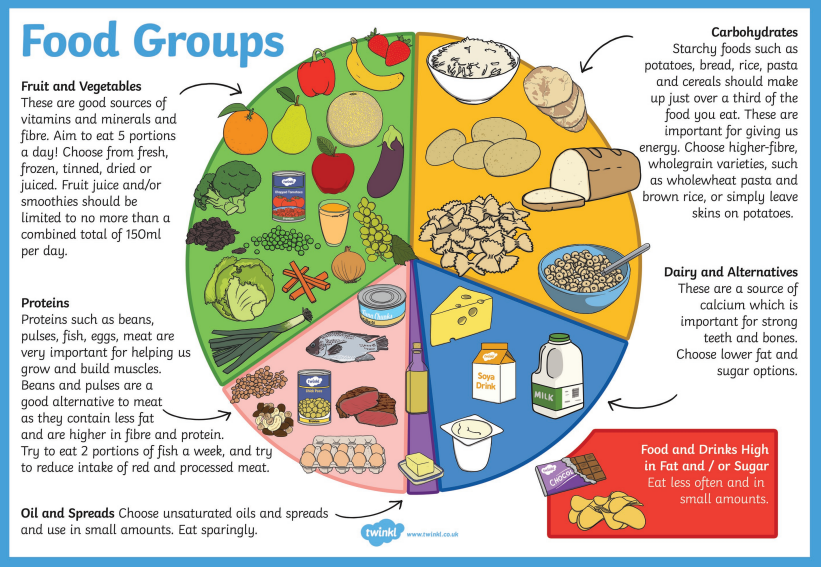 Food Groups
Fruit and Vegetables
These are good sources of
vitamins and minerals and
fibre. Aim to eat 5 portions
a day! Choose from fresh,
frozen, tinned, dried or
juiced. Fruit juice and/or
smoothies should be
limited to no more than a
combined total of 150ml
per day.
Carbohydrates
Starchy foods such as
potatoes, bread, rice, pasta
and cereals should make
up just over a third of the
food you eat. These are
important for giving us
energy. Choose higher-fibre,
wholegrain varieties, such
as wholewheat pasta and
brown rice, or simply leave
skins on potatoes.
Dairy and Alternatives
These are a source of
calcium which is
important for strong
teeth and bones.
Choose lower fat and
sugar options.
Proteins
Proteins such as beans,
pulses, fish, eggs, meat are
very important for helping us
grow and build muscles.
Beans and pulses are a
good alternative to meat
as they contain less fat
and are higher in fibre and protein.
Try to eat 2 portions of fish a week, and try
to reduce intake of red and processed meat.
Oil and Spreads Choose unsaturated oils and spreads
and use in small amounts. Eat sparingly.
Food and Drinks High
in Fat and / or Sugar
Eat less often and in
small amounts.
twinkl
Chopped Tomatoes
Tuna Chunks
twinkl
Chick Peas
twinkl
Soya
Drink
MILK
CHOCOL
twinkl
www.twinkl.co.uk